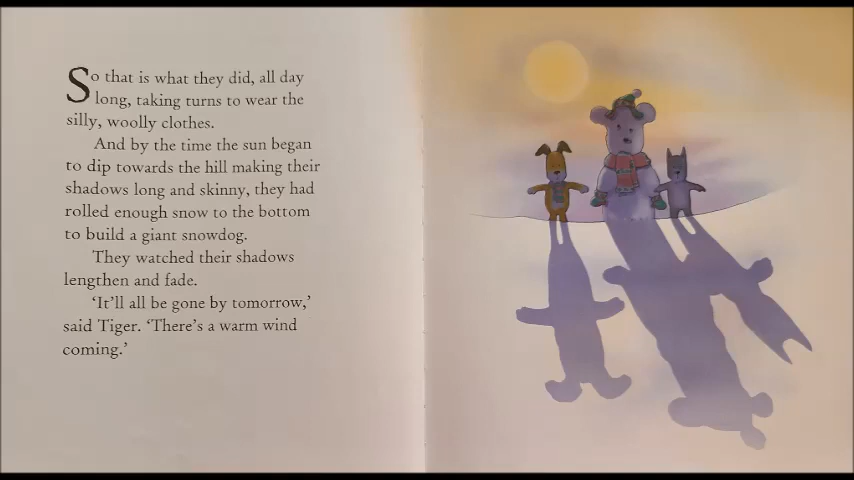 So that is what they did, all day
long, taking turns to wear the
silly, woolly clothes.
And by the time the sun began
to dip towards the hill making their
shadows long and skinny, they had
rolled enough snow to the bottom
to build a giant snowdog.
They watched their shadows
lengthen and fade.
‘It’ll all be gone by tomorrow,’
said Tiger. ‘There’s a warm wind
coming.’